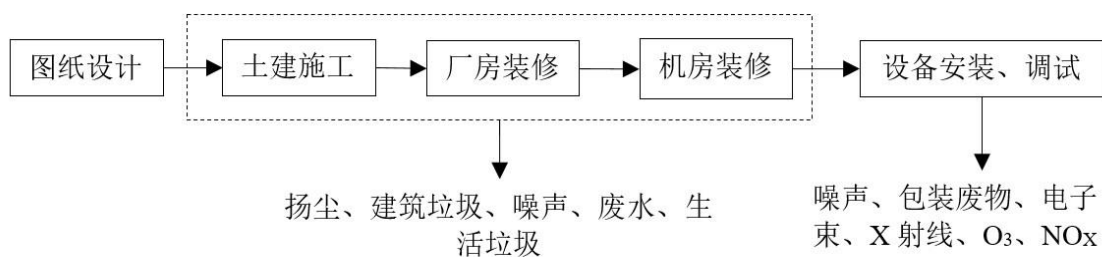 图纸设计
土建施工
厂房装修
机房装修
设备安装、调试
扬尘、建筑垃圾、噪声、废水、生
活垃圾
噪声、包装废物、电子
束、X 射线、O₃、NOX